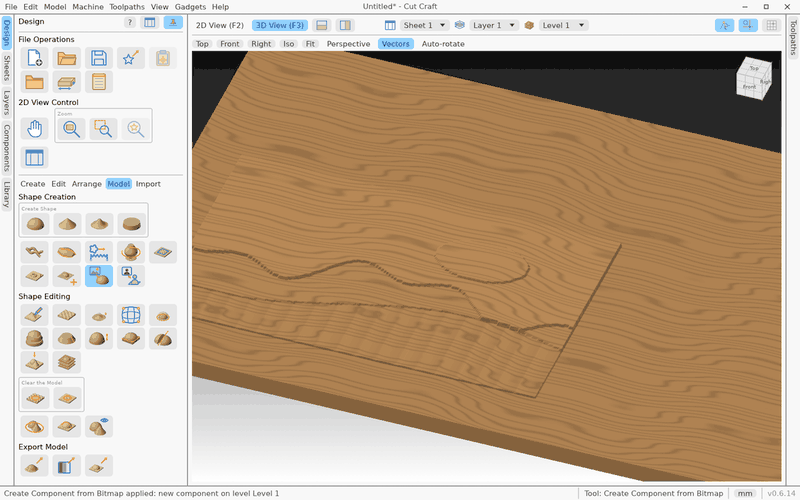 Untitled* - Cut Craft
File Edit Model Machine Toolpaths View Gadgets Help
Design ?
File Operations
2D View Control
Zoom
Create Edit Arrange Model Import
Shape Creation
Create Shape
Shape Editing
Clear the Model
Export Model
Design
Sheets
Layers
Components
Library
2D View (F2) 3D View (F3) Sheet 1 Layer 1 Level 1
Top Front Right Iso Fit Perspective Vectors Auto-rotate
Top
Front
Right
Toolpaths
Create Component from Bitmap applied: new component on level Level 1
Tool: Create Component from Bitmap mm v0.6.14